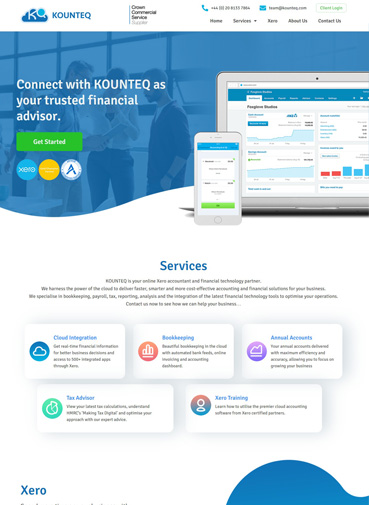 KOUNTEQ
Crown
Commercial
Service
Supplier
+44 (0) 20 8133 7864
team@kounteq.com
Client Login
Home
Services
Xero
About Us
Contact Us
Connect with KOUNTEQ as
your trusted financial
advisor.
Get Started
xero
Foxglove Studios
Services
KOUNTEQ is your online Xero accountant and financial technology partner.
We harness the power of the cloud to deliver faster, smarter and more cost-effective accounting and financial solutions for your business.
We specialise in bookkeeping, payroll, tax, reporting, analysis and the integration of the latest financial technology tools to optimise your operations.
Contact us now to see how we can help your business…
Cloud Integration
Get real-time financial information
for better business decisions and
access to 500+ integrated apps
through Xero.
Bookkeeping
Beautiful bookkeeping in the cloud
with automated bank feeds, online
invoicing and accounting
dashboard.
Annual Accounts
Your annual accounts delivered
with maximum efficiency and
accuracy, allowing you to focus on
growing your business
Tax Advisor
View your latest tax calculations, understand
HMRC's 'Making Tax Digital' and optimise your
approach with our expert advice.
Xero Training
Learn how to utilise the premier cloud accounting
software from Xero certified partners.
Xero